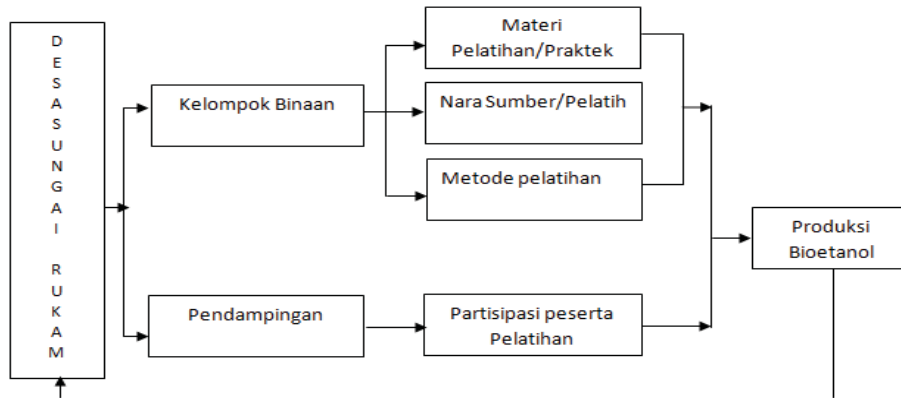 D
E
S
A
S
U
N
G
A
I
R
U
K
A
M
Materi
Pelatihan/Praktek
Kelompok Binaan
Nara Sumber/Pelatih
Metode pelatihan
Produksi
Bioetanol
Pendampingan
Partisipasi peserta
Pelatihan